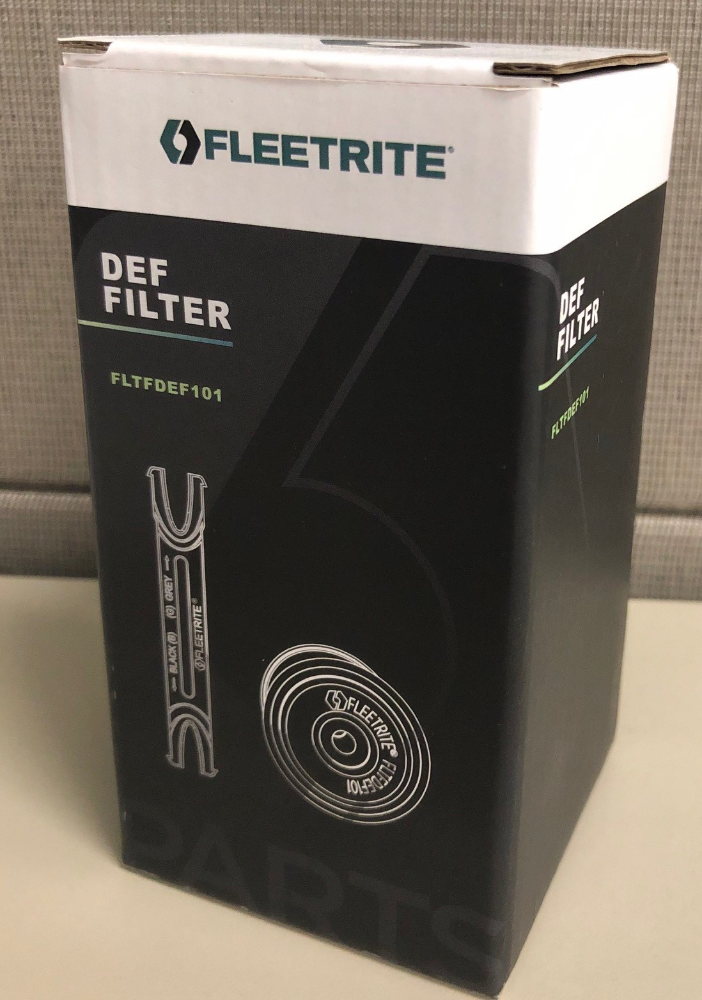 FLEETRITE®
DEF
FILTER
FLTFDEF101
DEF
FILTER
FLTFDEF101
← BLACK (B) (G) GREY →
FLEETRITE®
FLEETRITE® FLTFDEF101
PARTS